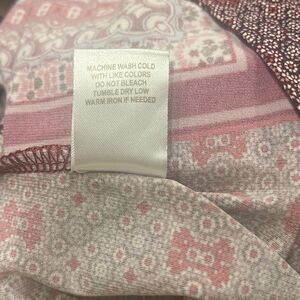 MACHINE WASH COLD
WITH LIKE COLORS
DO NOT BLEACH
TUMBLE DRY LOW
WARM IRON IF NEEDED